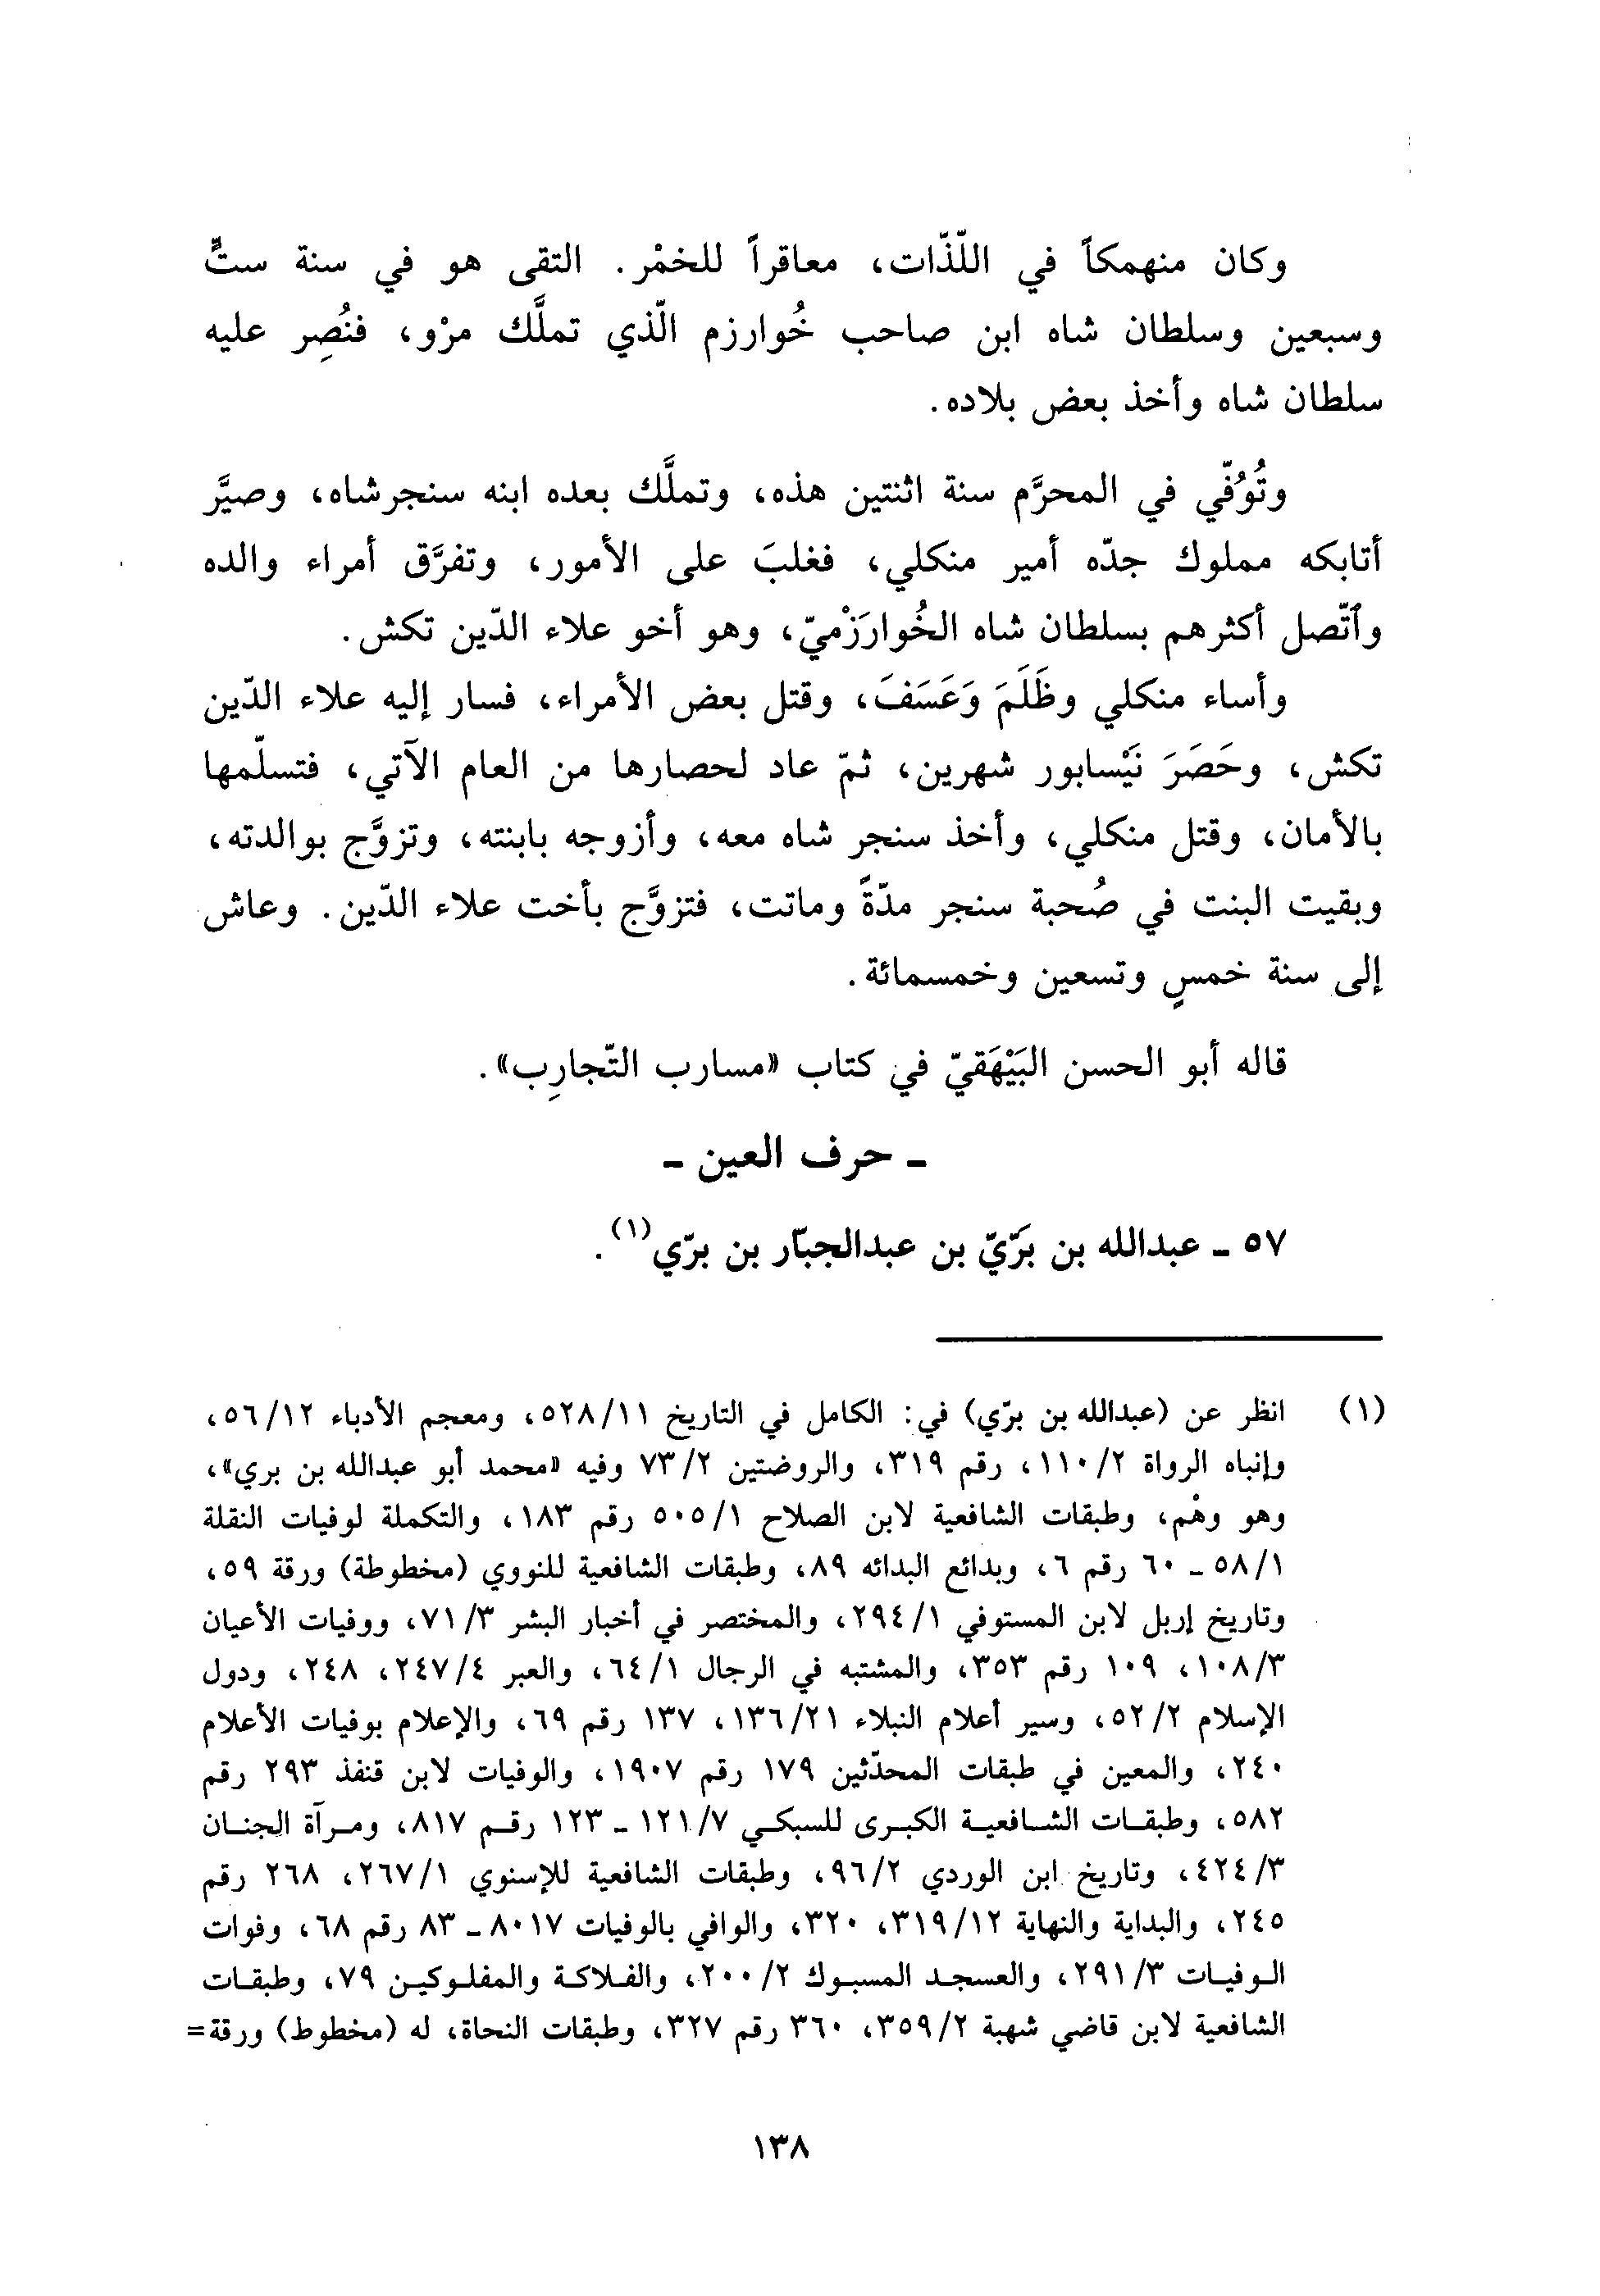 وكان منهمكاً في اللّذّات، معاقراً للخمْر. التقى هو في سنة ستٍّ
وسبعين وسلطان شاه ابن صاحب خُوارزم الّذي تملَّك مرْو، فنُصِر عليه
سلطان شاه وأخذ بعض بلاده.
وتُوُفّي في المحرَّم سنة اثنتين هذه، وتملَّك بعده ابنه سنجرشاه، وصيَّر
أتابكه مملوك جدّه أمير منكلي، فغلبَ على الأمور، وتفرَّق أمراء والده
وٱتّصل أكثرهم بسلطان شاه الخُوارَزْميّ، وهو أخو علاء الدّين تكش.
وأساء منكلي وظَلَمَ وَعَسَفَ، وقتل بعض الأمراء، فسار إليه علاء الدّين
تكش، وحَصَرَ نَيْسابور شهرين، ثمّ عاد لحصارها من العام الآتي، فتسلّمها
بالأمان، وقتل منكلي، وأخذ سنجر شاه معه، وأزوجه بابنته، وتزوَّج بوالدته،
وبقيت البنت في صُحبة سنجر مدّةً وماتت، فتزوَّج بأخت علاء الدّين. وعاش
إلى سنة خمسٍ وتسعين وخمسمائة.
قاله أبو الحسن البَيْهَقيّ في كتاب «مسارب التّجارِب».
ـ حرف العين ـ
٥٧ ـ عبدالله بن بَرّيّ بن عبدالجبّار بن برّي(١).
(١) انظر عن (عبدالله بن برّي) في: الكامل في التاريخ ٥٢٨/١١، ومعجم الأدباء ٥٦/١٢،
وإنباه الرواة ١١٠/٢، رقم ٣١٩، والروضتين ٧٣/٢ وفيه «محمد أبو عبدالله بن بري»،
وهو وهْم، وطبقات الشافعية لابن الصلاح ٥٠٥/١ رقم ١٨٣، والتكملة لوفيات النقلة
٥٨/١ ـ ٦٠ رقم ٦، وبدائع البدائه ٨٩، وطبقات الشافعية للنووي (مخطوطة) ورقة ٥٩،
وتاريخ إربل لابن المستوفي ٢٩٤/١، والمختصر في أخبار البشر ٧١/٣، ووفيات الأعيان
١٠٨/٣، ١٠٩ رقم ٣٥٣، والمشتبه في الرجال ٦٤/١، والعبر ٢٤٧/٤، ٢٤٨، ودول
الإسلام ٥٢/٢، وسير أعلام النبلاء ١٣٦/٢١، ١٣٧ رقم ٦٩، والإعلام بوفيات الأعلام
٢٤٠، والمعين في طبقات المحدّثين ١٧٩ رقم ١٩٠٧، والوفيات لابن قنفذ ٢٩٣ رقم
٥٨٢، وطبقات الشافعية الكبرى للسبكي ١٢١/٧ ـ ١٢٣ رقم ٨١٧، ومرآة الجنان
٤٢٤/٣، وتاريخ ابن الوردي ٩٦/٢، وطبقات الشافعية للإسنوي ٢٦٧/١، ٢٦٨ رقم
٢٤٥، والبداية والنهاية ٣١٩/١٢، ٣٢٠، والوافي بالوفيات ٨٠١٧ ـ ٨٣ رقم ٦٨، وفوات
الوفيات ٢٩١/٣، والعسجد المسبوك ٢٠٠/٢، والفلاكة والمفلوكين ٧٩، وطبقات
الشافعية لابن قاضي شهبة ٣٥٩/٢، ٣٦٠ رقم ٣٢٧، وطبقات النحاة، له (مخطوط) ورقة=
١٣٨